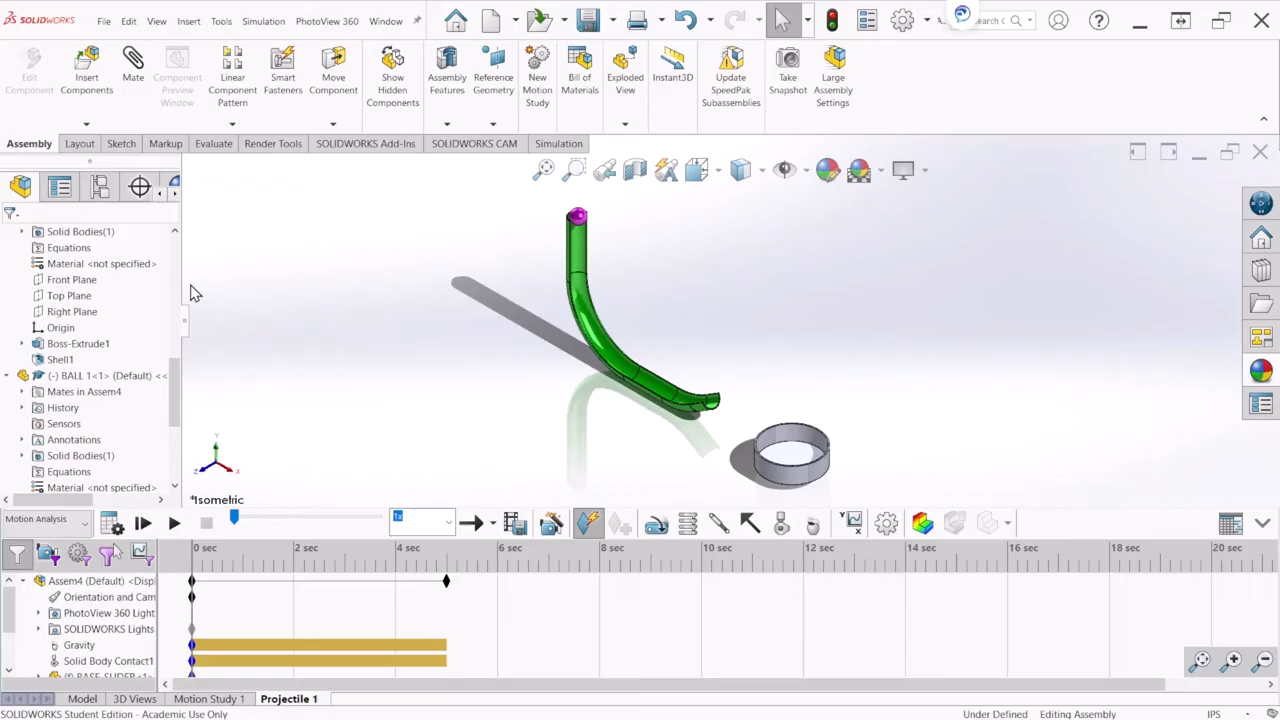 SOLIDWORKS File Edit View Insert Tools Simulation PhotoView 360 Window
Edit Component
Insert Components
Mate
Component Preview Window
Linear Component Pattern
Smart Fasteners
Move Component
Show Hidden Components
Assembly Features
Reference Geometry
New Motion Study
Bill of Materials
Exploded View
Instant3D
Update SpeedPak Subassemblies
Take Snapshot
Large Assembly Settings
Assembly Layout Sketch Markup Evaluate Render Tools SOLIDWORKS Add-Ins SOLIDWORKS CAM Simulation
Solid Bodies(1)
Equations
Material <not specified>
Front Plane
Top Plane
Right Plane
Origin
Boss-Extrude1
Shell1
(-) BALL 1<1> (Default) <<
Mates in Assem4
History
Sensors
Annotations
Solid Bodies(1)
Equations
Material <not specified>
Y
Z X
*Isometric
Motion Analysis 1x
0 sec 2 sec 4 sec 6 sec 8 sec 10 sec 12 sec 14 sec 16 sec 18 sec 20 sec
Assem4 (Default) <Displ
Orientation and Cam
PhotoView 360 Light
SOLIDWORKS Lights
Gravity
Solid Body Contact1
Model 3D Views Motion Study 1 Projectile 1
SOLIDWORKS Student Edition - Academic Use Only Under Defined Editing Assembly IPS